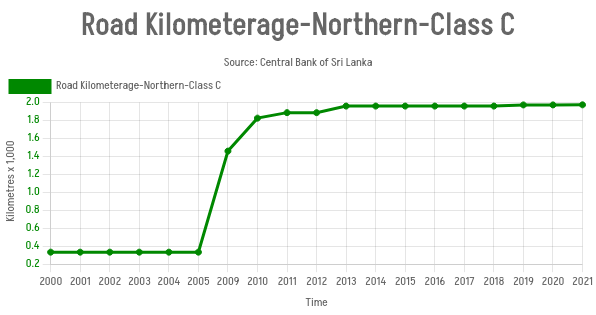 Road Kilometerage-Northern-Class C
Source: Central Bank of Sri Lanka
Road Kilometerage-Northern-Class C
2.0
1.8
1.6
1.4
1.2
1.0
0.8
0.6
0.4
0.2
Kilometres x 1,000
2000 2001 2002 2003 2004 2005 2009 2010 2011 2012 2013 2014 2015 2016 2017 2018 2019 2020 2021
Time